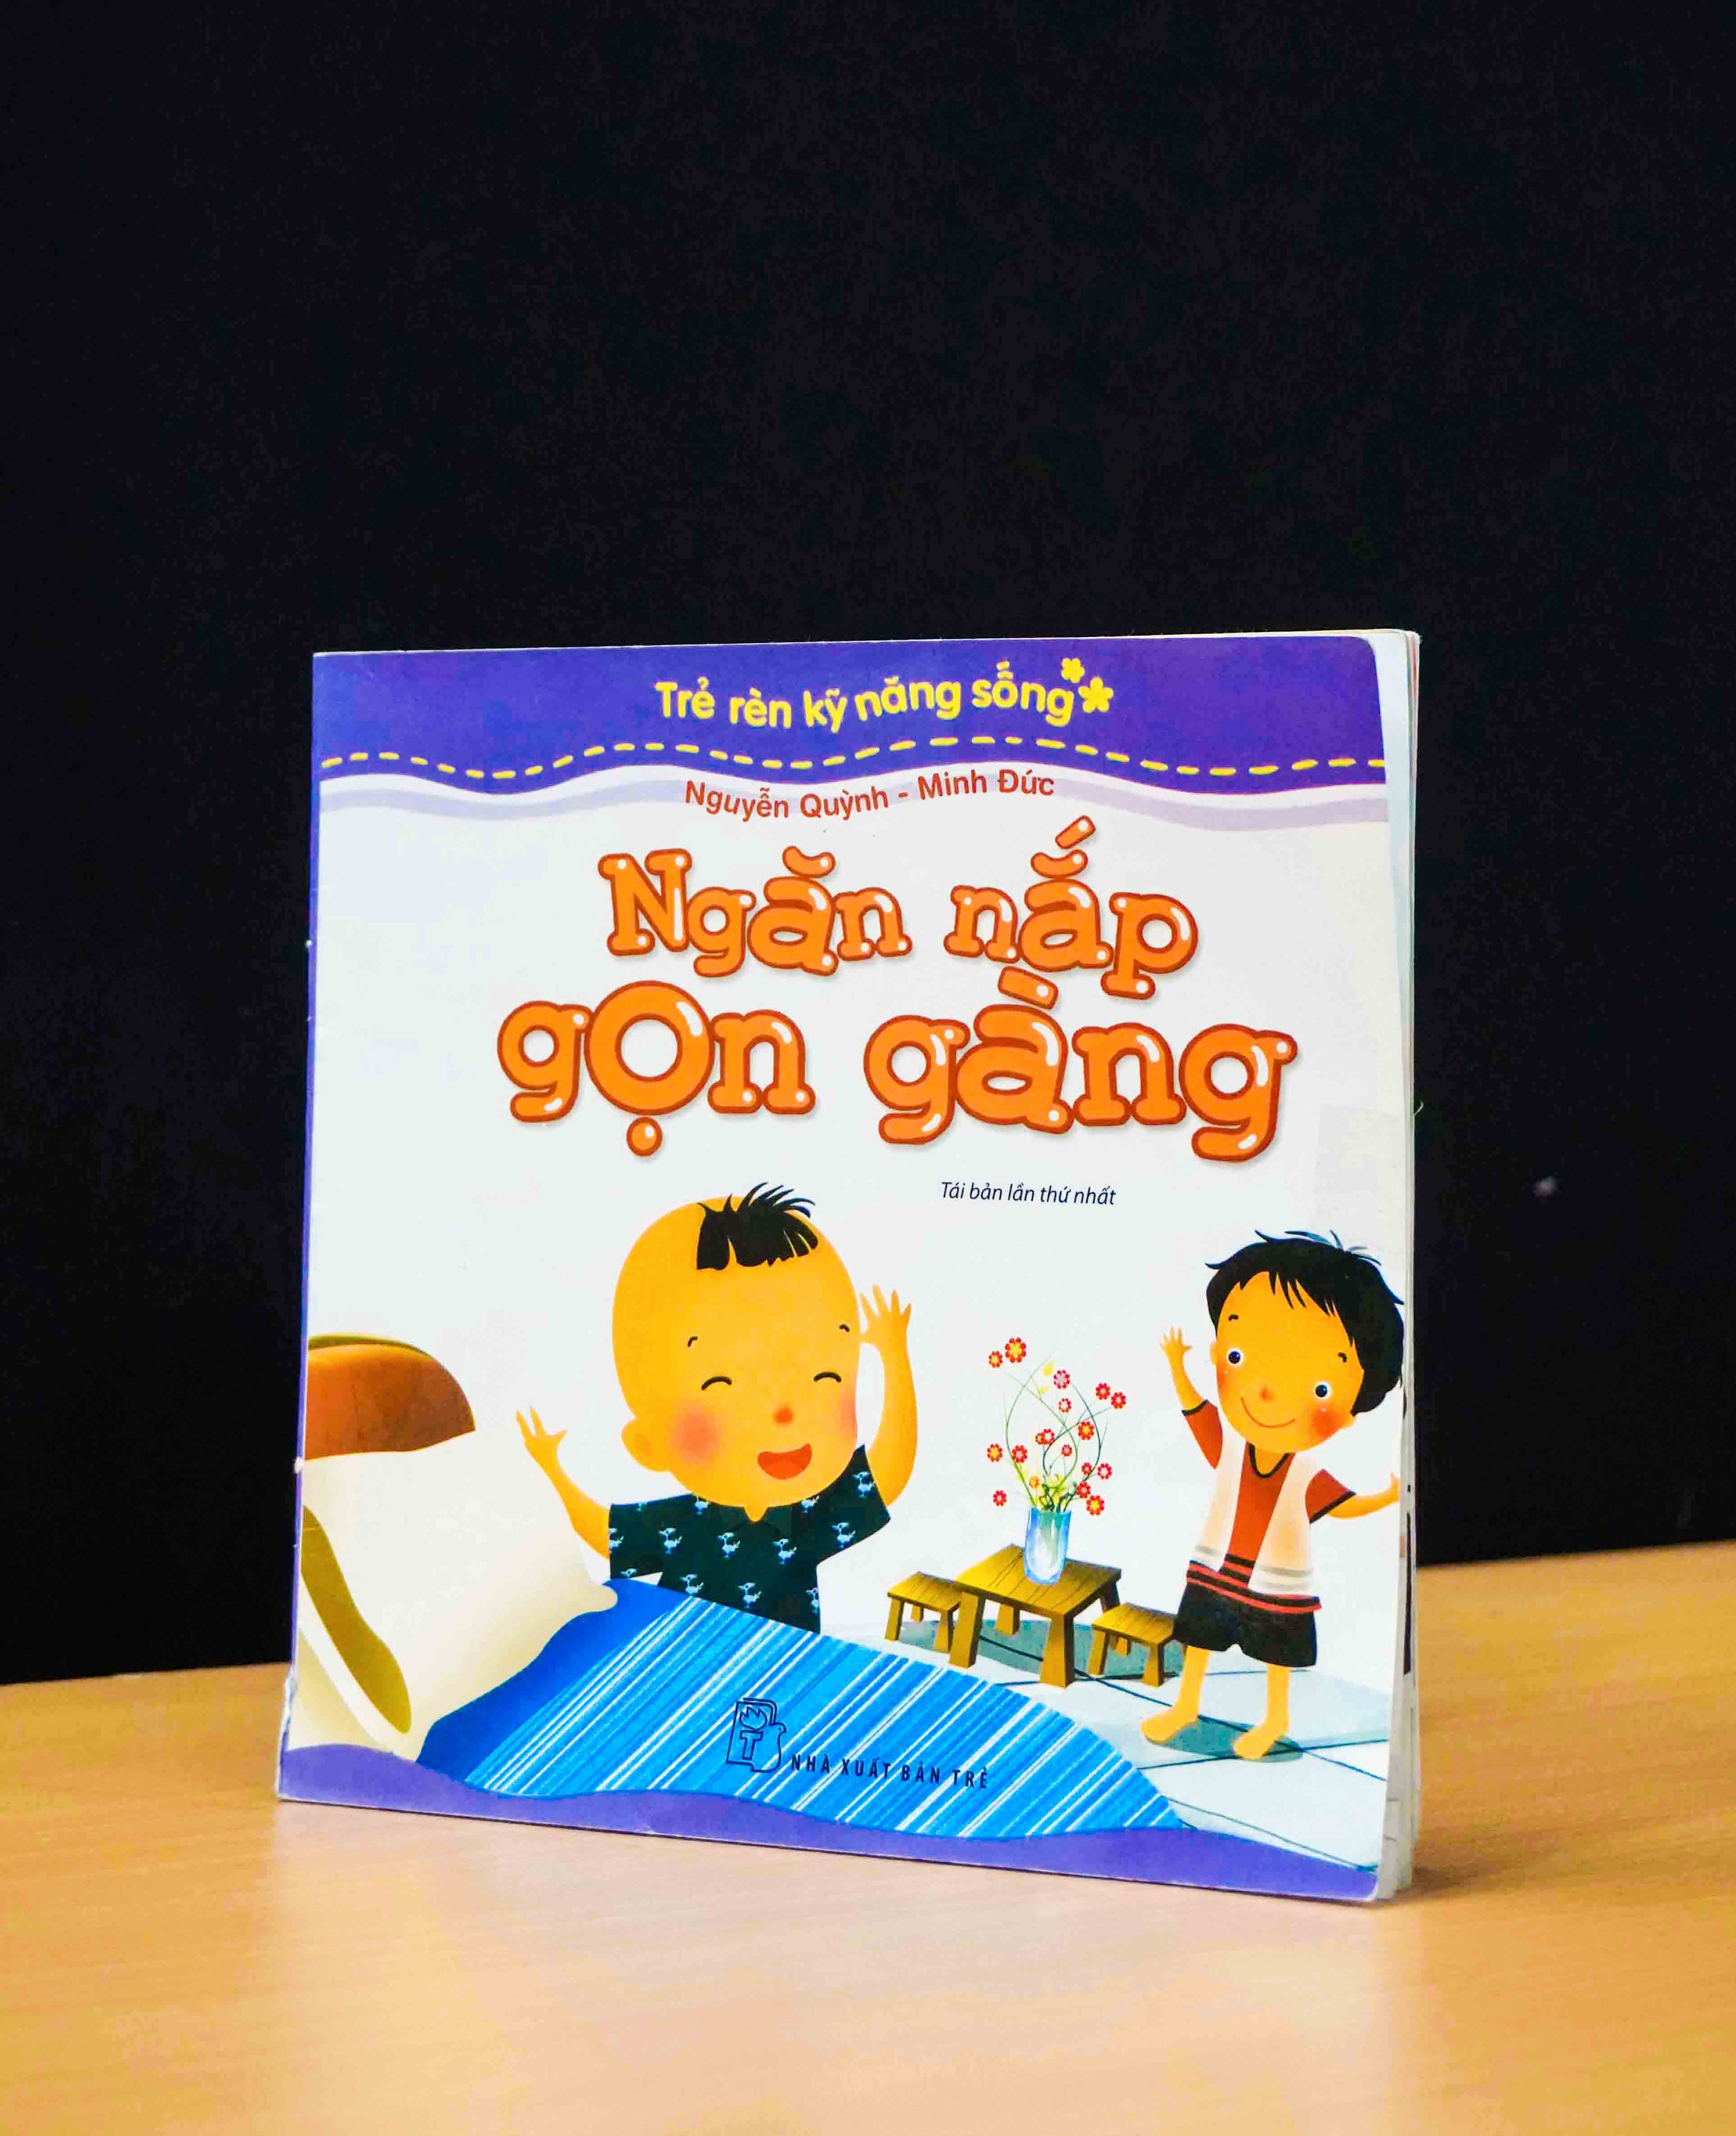 Trẻ rèn kỹ năng sống
Nguyễn Quỳnh - Minh Đức
Ngăn nắp
gọn gàng
Tái bản lần thứ nhất
NHÀ XUẤT BẢN TRẺ